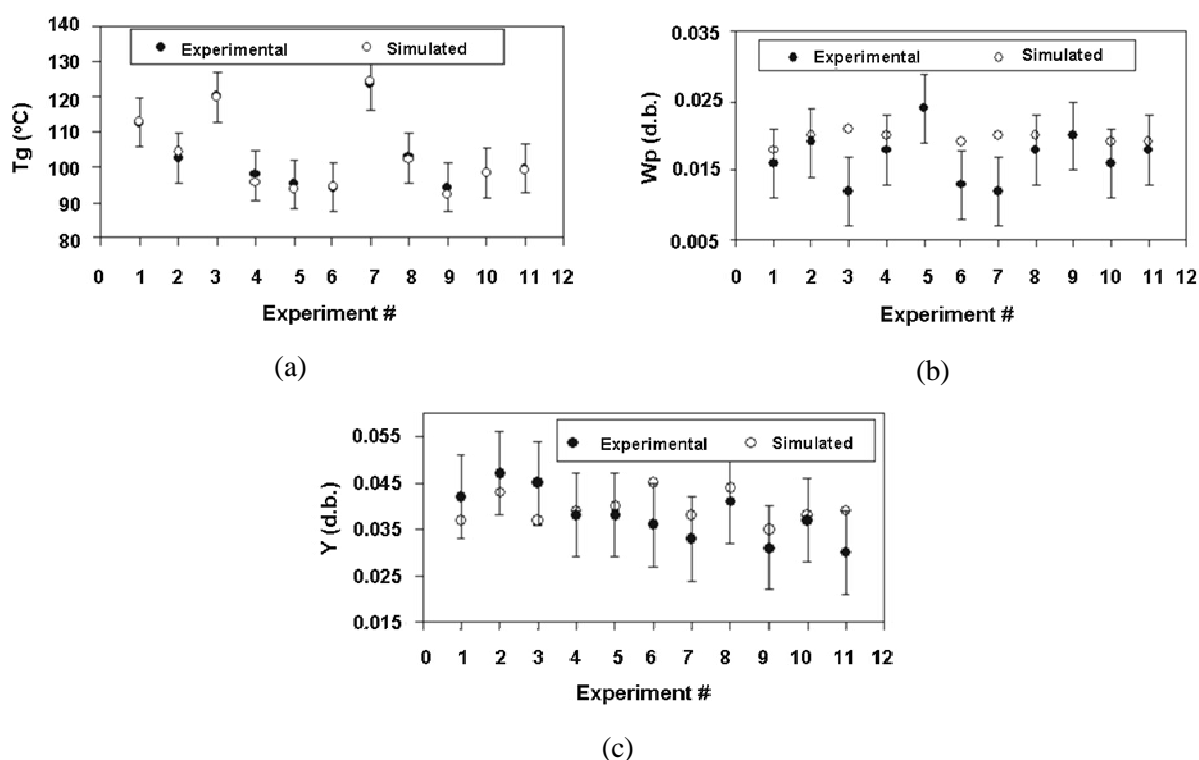 140
130
120
110
100
90
80
Tg (ºC)
Experimental
Simulated
0 1 2 3 4 5 6 7 8 9 10 11 12
Experiment #
(a)
0.035
0.025
0.015
0.005
Wp (d.b.)
Experimental
Simulated
0 1 2 3 4 5 6 7 8 9 10 11 12
Experiment #
(b)
0.055
0.045
0.035
0.025
0.015
Y (d.b.)
Experimental
Simulated
0 1 2 3 4 5 6 7 8 9 10 11 12
Experiment #
(c)